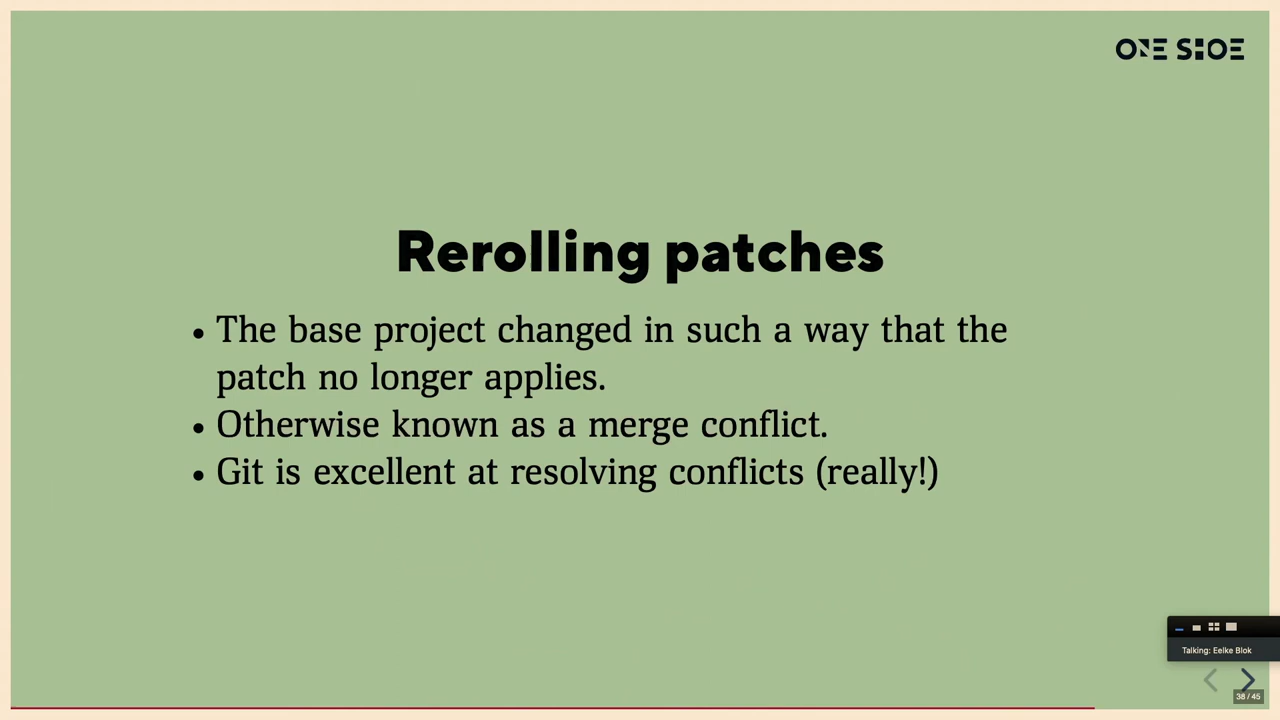 ONE SHOE
Rerolling patches
• The base project changed in such a way that the
patch no longer applies.
• Otherwise known as a merge conflict.
• Git is excellent at resolving conflicts (really!)
Talking: Eelke Blok
38 / 45